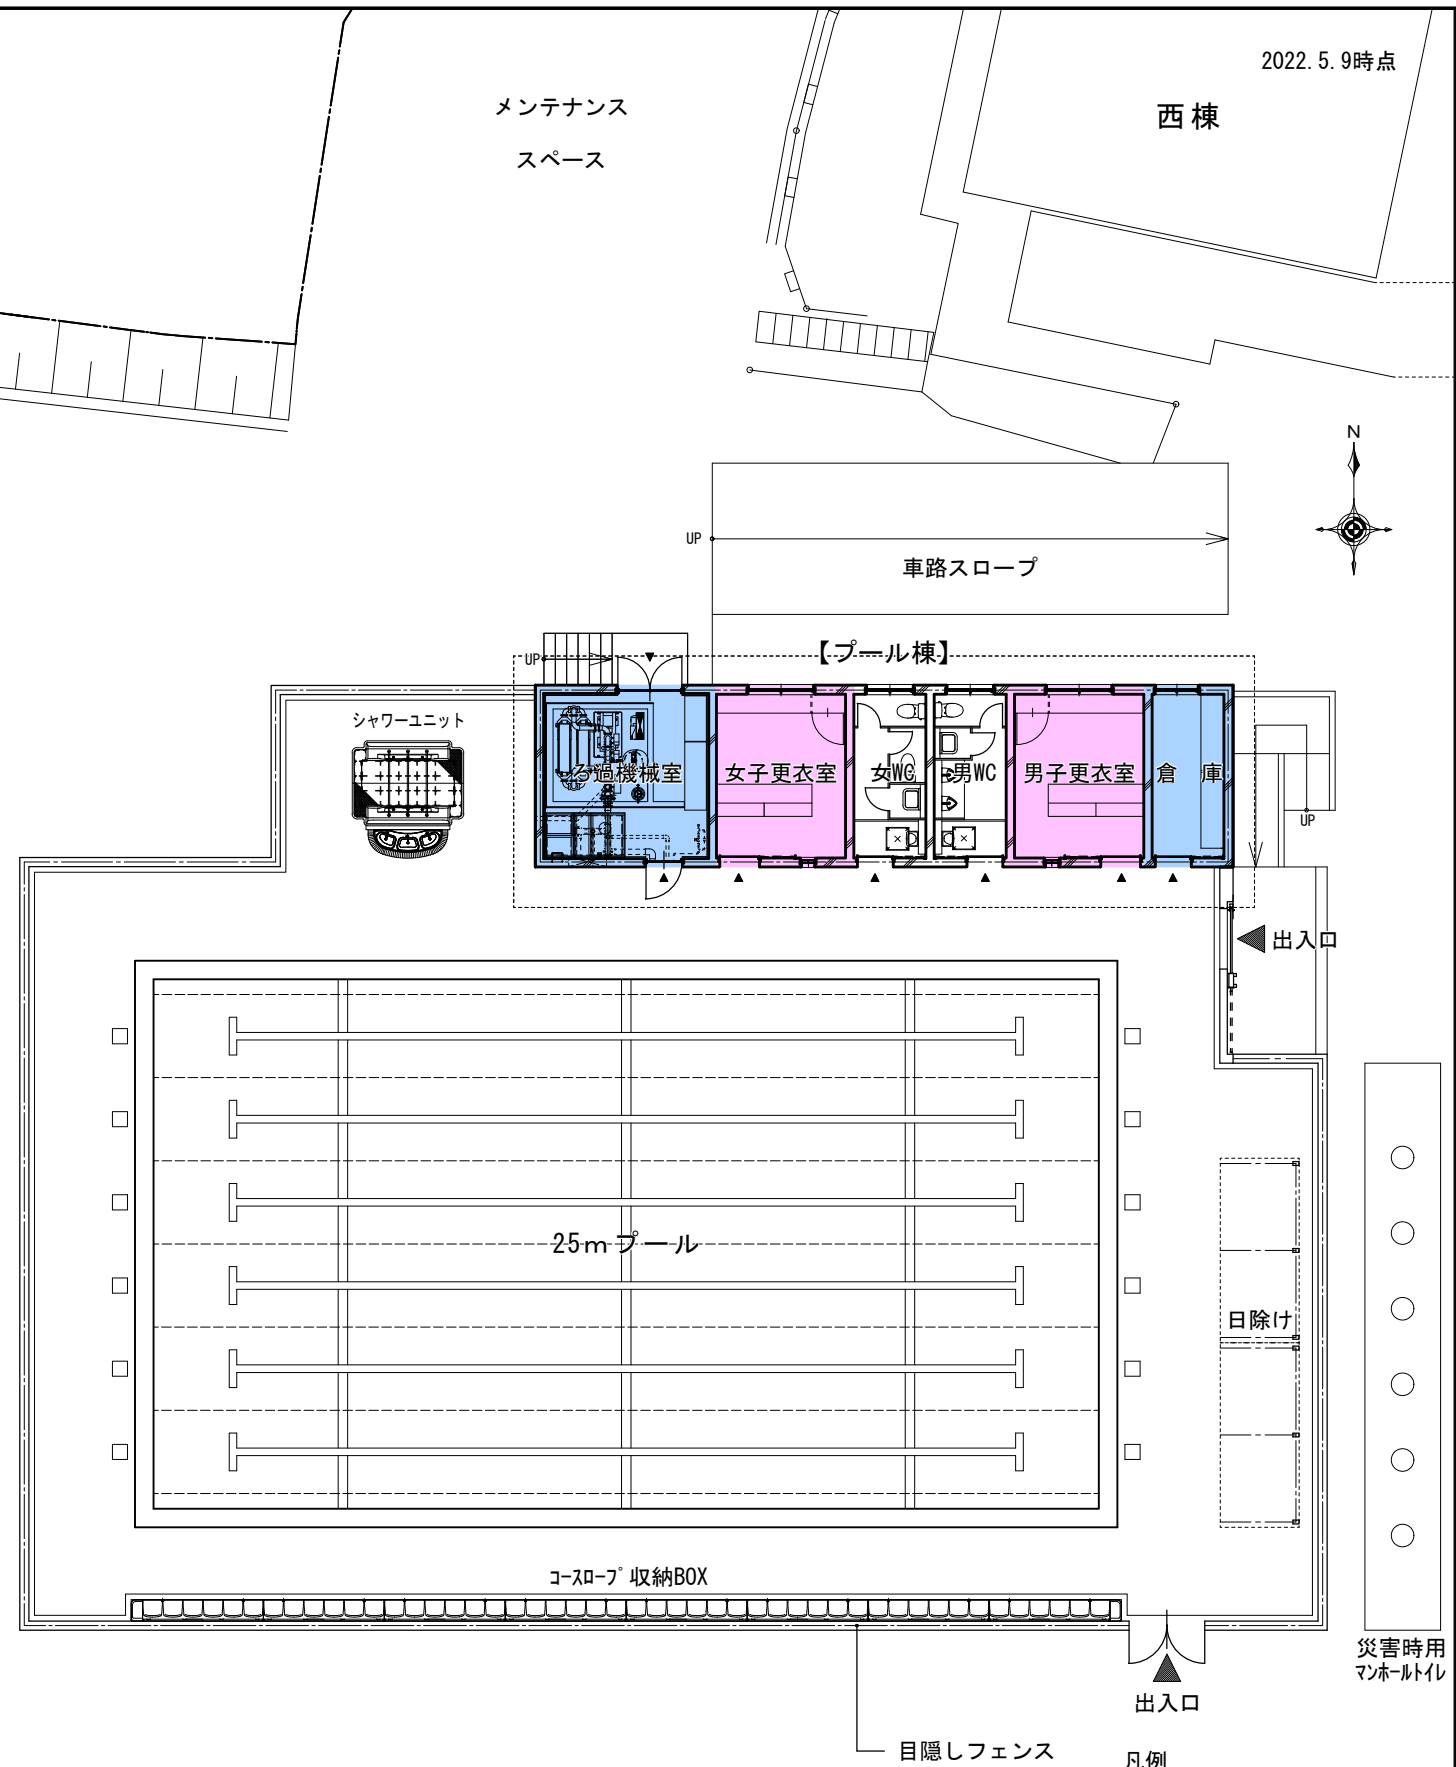 2022.5.9時点
メンテナンス
スペース
西棟
N
UP
車路スロープ
【プール棟】
UP
シャワーユニット
ろ過機械室
女子更衣室
女WC
男WC
男子更衣室
倉庫
UP
出入口
25mプール
日除け
コースロープ収納BOX
災害時用
マンホールトイレ
出入口
目隠しフェンス
凡例